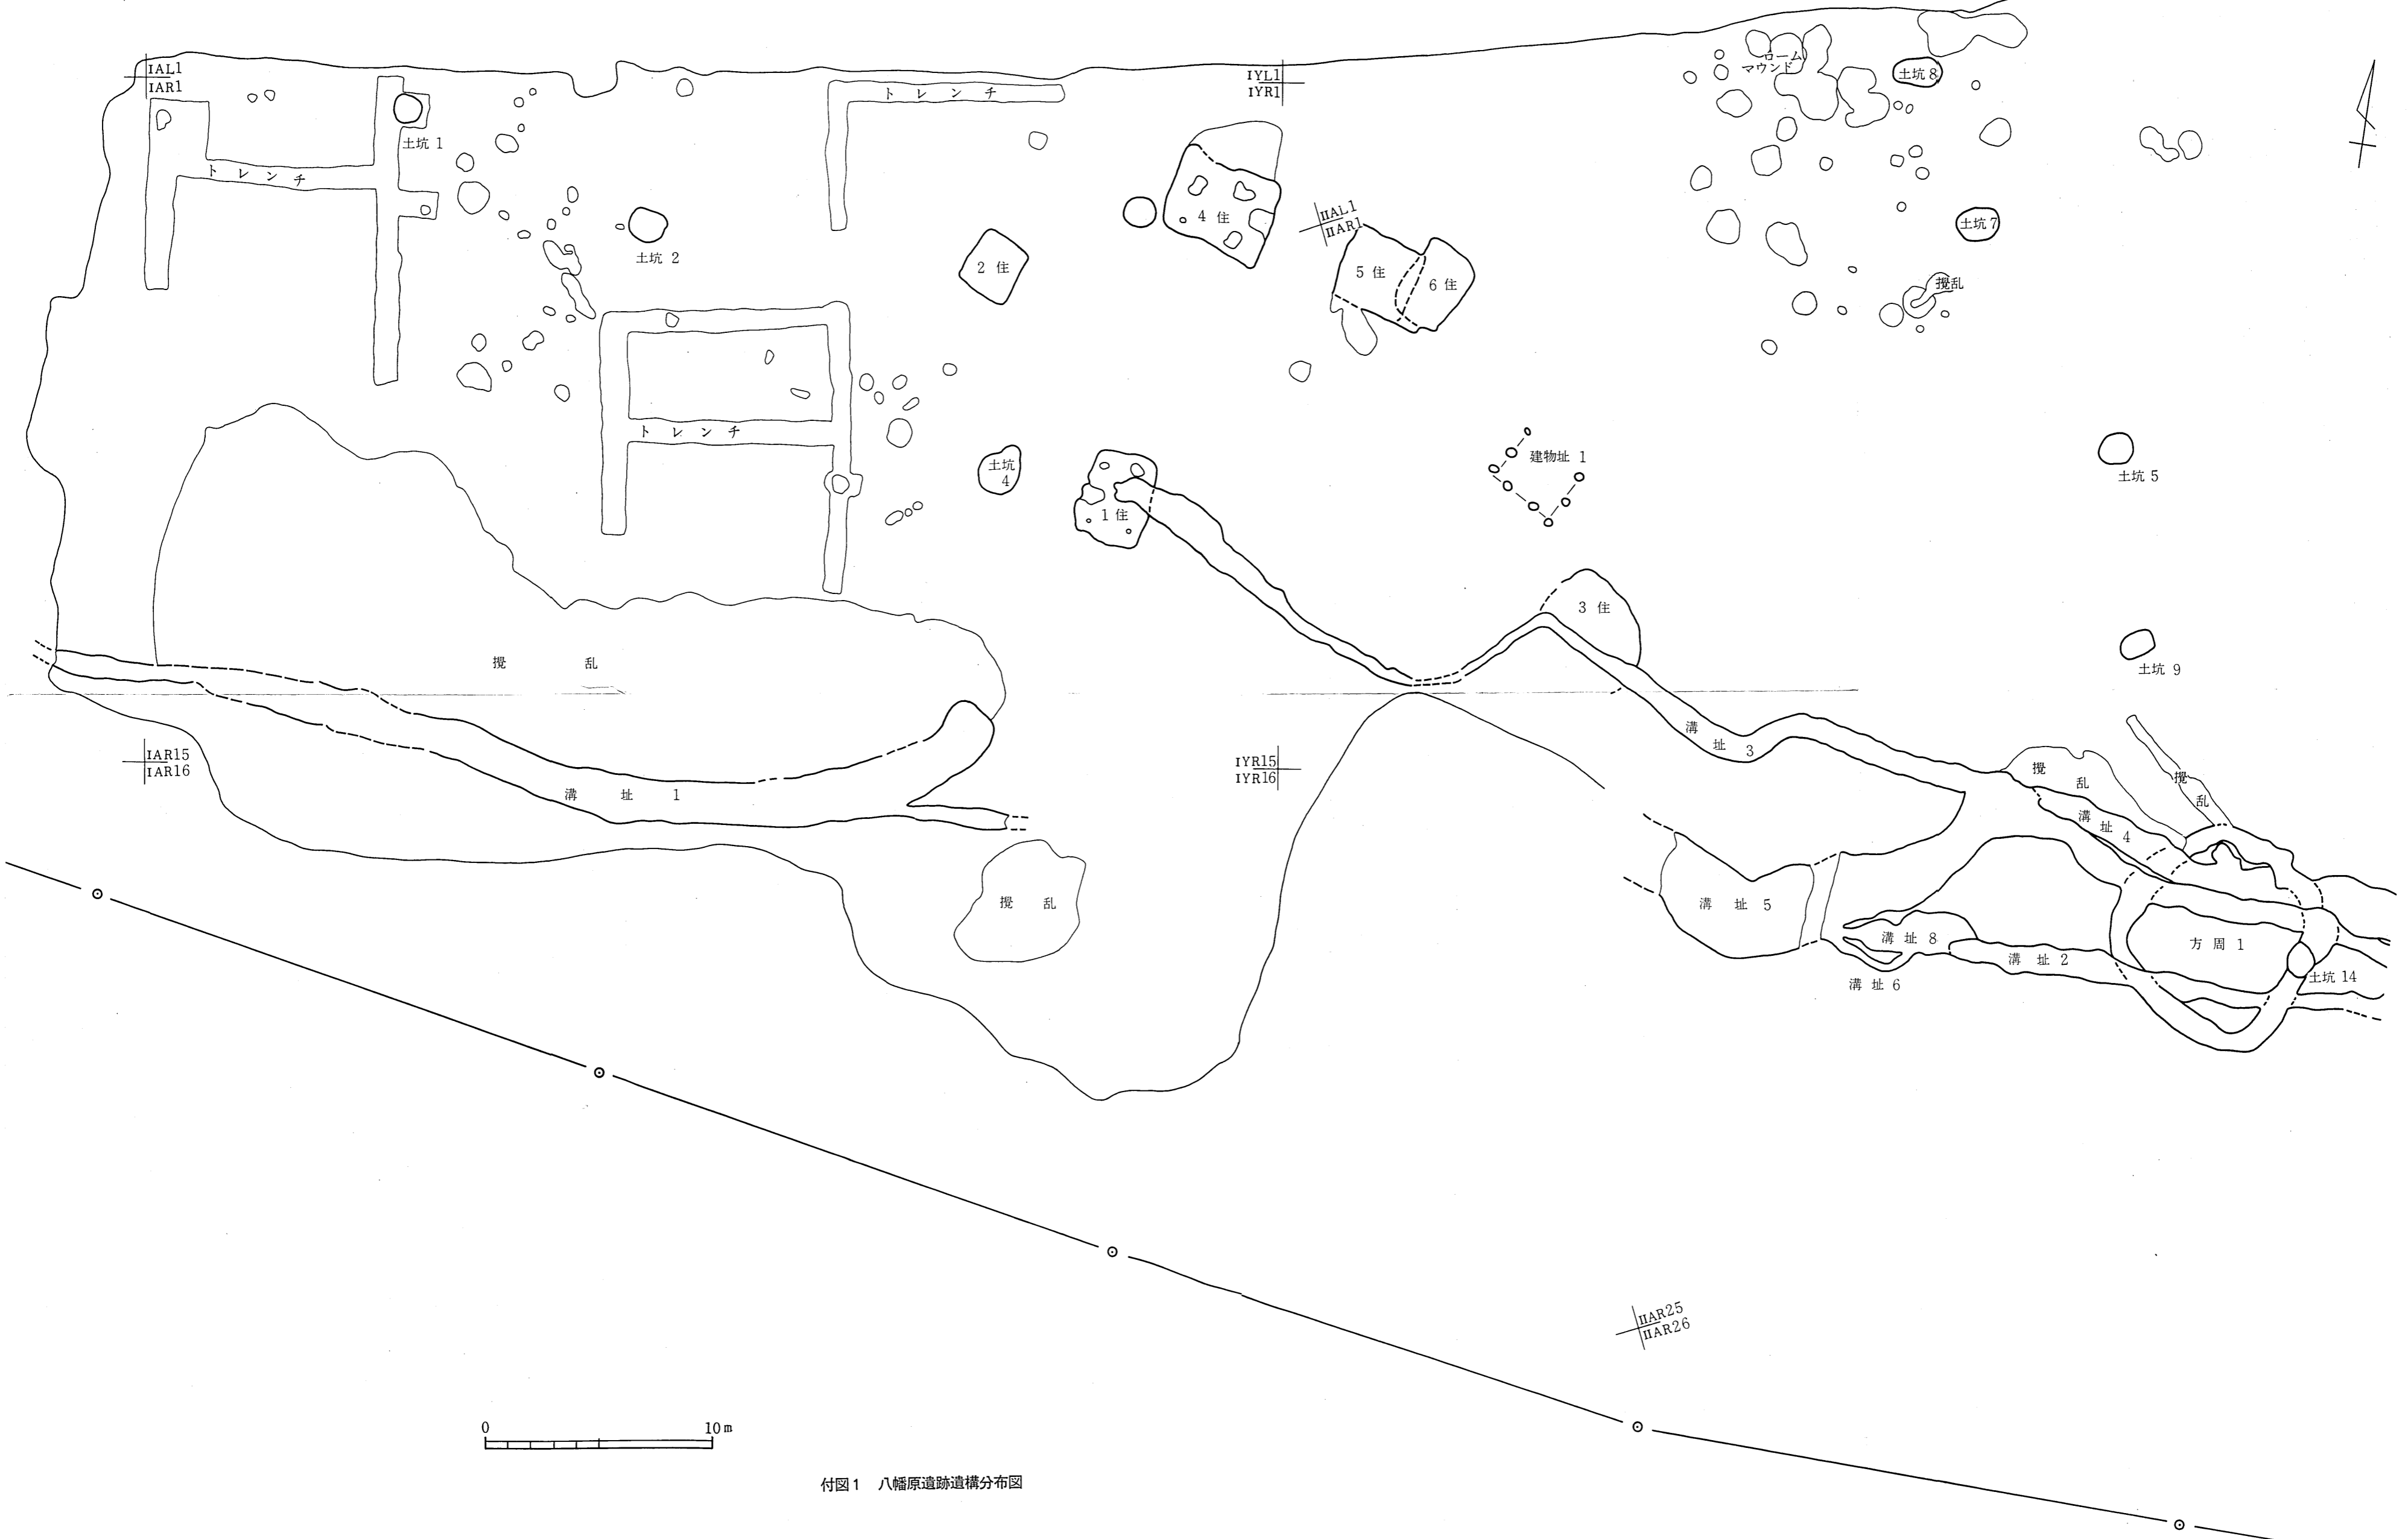 IAL1
IAR1
トレンチ
土坑 1
土坑 2
トレンチ
トレンチ
IYL1
IYR1
4 住
2 住
IIAL1
IIAR1
5 住
6 住
ローム
マウンド
土坑 8
土坑 7
攪乱
土坑
4
1 住
建物址 1
土坑 5
3 住
土坑 9
攪乱
IAR15
IAR16
溝址 1
IYR15
IYR16
溝址 3
攪乱
攪乱
溝址 4
攪乱
溝址 5
溝址 8
溝址 6
溝址 2
方周 1
土坑 14
IIAR25
IIAR26
0 10m
付図1 八幡原遺跡遺構分布図